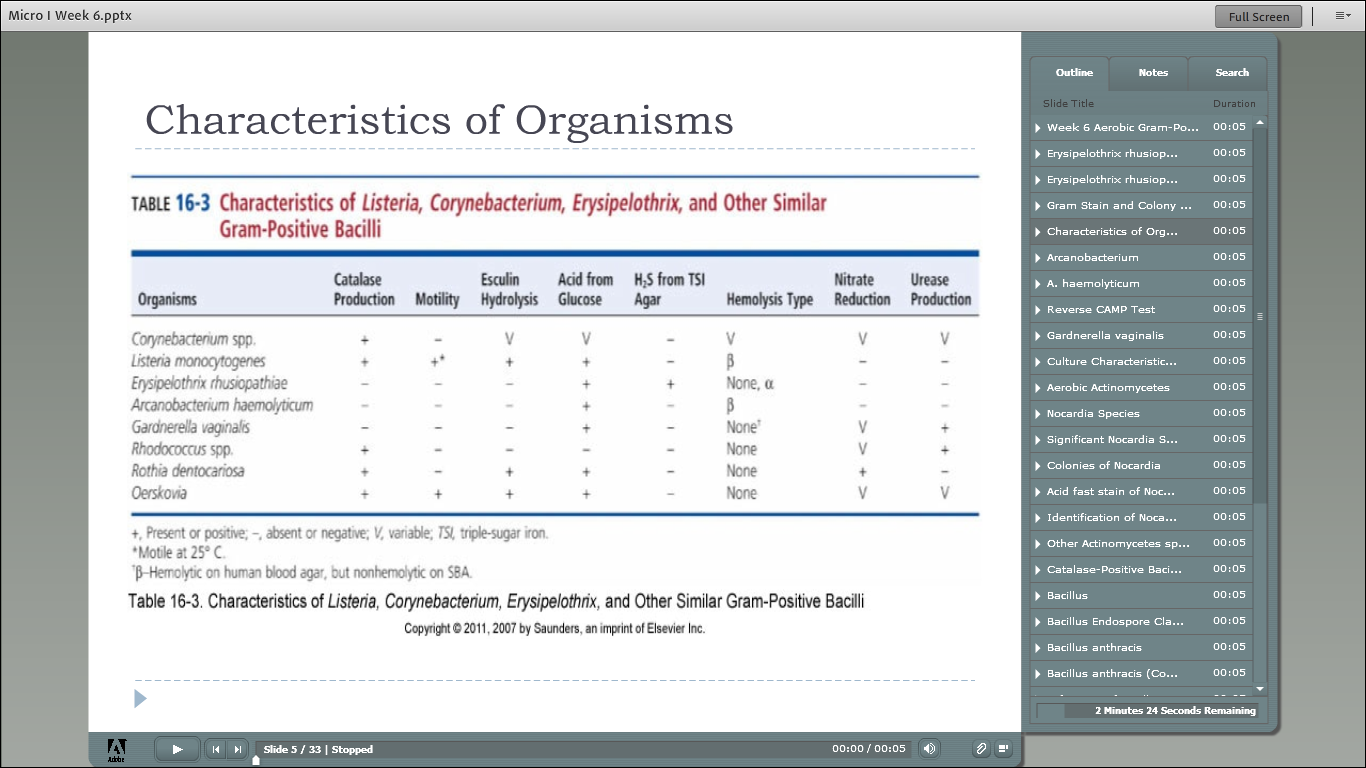 Micro I Week 6.pptx
Full Screen
Characteristics of Organisms
TABLE 16-3 Characteristics of Listeria, Corynebacterium, Erysipelothrix, and Other Similar
Gram-Positive Bacilli
Organisms Catalase Production Motility Esculin Hydrolysis Acid from Glucose H₂S from TSI Agar Hemolysis Type Nitrate Reduction Urease Production
Corynebacterium spp. + – V V – V V V
Listeria monocytogenes + +* + + – β – –
Erysipelothrix rhusiopathiae – – – + + None, α – –
Arcanobacterium haemolyticum – – – + – β – –
Gardnerella vaginalis – – – + – None† V +
Rhodococcus spp. + – – – – None V +
Rothia dentocariosa + – + + – None + –
Oerskovia + + + + – None V V
+, Present or positive; –, absent or negative; V, variable; TSI, triple-sugar iron.
*Motile at 25° C.
†β–Hemolytic on human blood agar, but nonhemolytic on SBA.
Table 16-3. Characteristics of Listeria, Corynebacterium, Erysipelothrix, and Other Similar Gram-Positive Bacilli
Copyright © 2011, 2007 by Saunders, an imprint of Elsevier Inc.
Outline Notes Search
Slide Title Duration
Week 6 Aerobic Gram-Po... 00:05
Erysipelothrix rhusiop... 00:05
Erysipelothrix rhusiop... 00:05
Gram Stain and Colony ... 00:05
Characteristics of Org... 00:05
Arcanobacterium 00:05
A. haemolyticum 00:05
Reverse CAMP Test 00:05
Gardnerella vaginalis 00:05
Culture Characteristic... 00:05
Aerobic Actinomycetes 00:05
Nocardia Species 00:05
Significant Nocardia S... 00:05
Colonies of Nocardia 00:05
Acid fast stain of Noc... 00:05
Identification of Noca... 00:05
Other Actinomycetes sp... 00:05
Catalase-Positive Baci... 00:05
Bacillus 00:05
Bacillus Endospore Cla... 00:05
Bacillus anthracis 00:05
Bacillus anthracis (Co... 00:05
2 Minutes 24 Seconds Remaining
Adobe
Slide 5 / 33 | Stopped
00:00 / 00:05